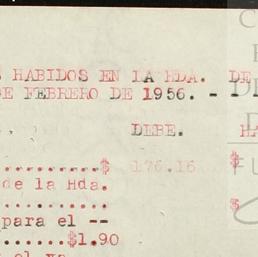 HABIDOS EN LA HDA. DE
DE FEBRERO DE 1956. - -
DEBE.
..........$ 176.16 $
de la Hda.
........... $
para el --
......$1.90